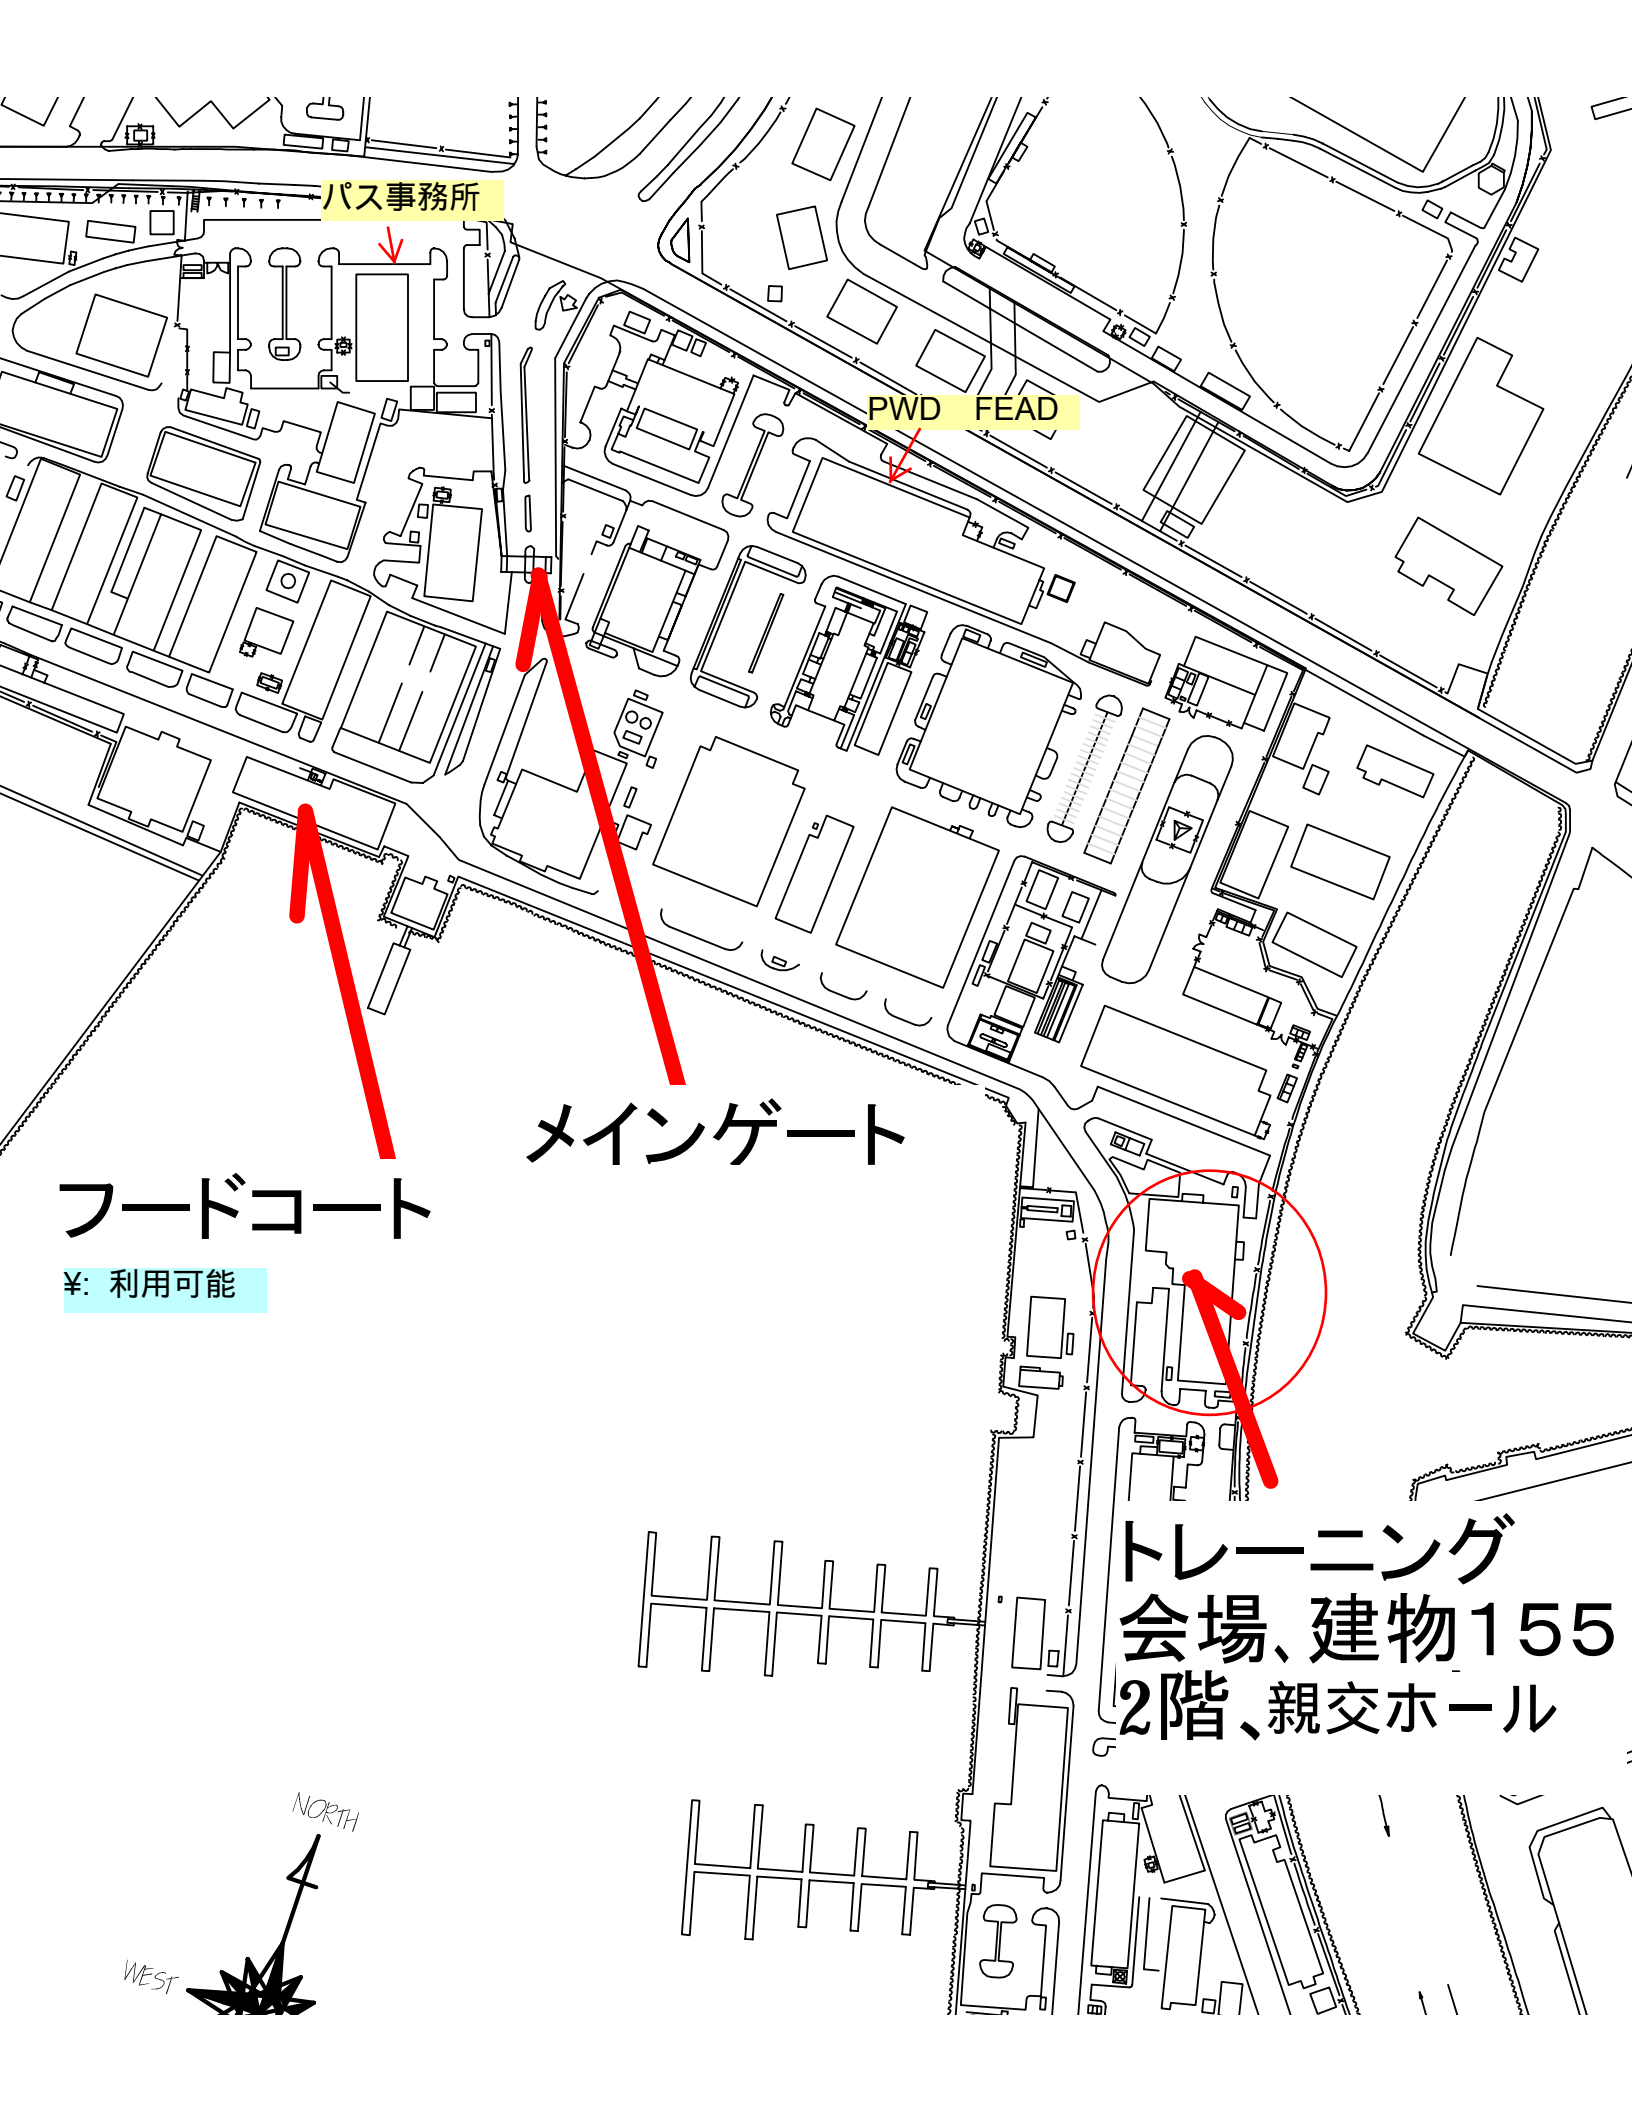 パス事務所
PWD FEAD
メインゲート
フードコート
¥: 利用可能
トレーニング
会場、建物155
2階、親交ホール
NORTH
WEST